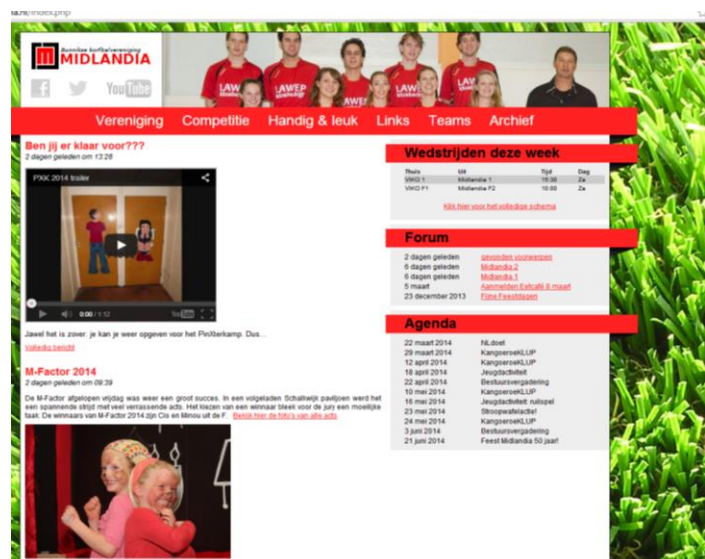 Bunnikse korfbalvereniging
MIDLANDIA
YouTube
LAWEP
LAWEP
Vereniging Competitie Handig & leuk Links Teams Archief
Ben jij er klaar voor???
2 dagen geleden om 13:28
PXK 2014 trailer
0:00 / 1:12 YouTube
Jawel het is zover: je kan je weer opgeven voor het PinXterkamp. Dus...
Volledig bericht
M-Factor 2014
2 dagen geleden om 09:39
De M-Factor afgelopen vrijdag was weer een groot succes. In een volgeladen Schalkwijk paviljoen werd het
een spannende strijd met veel verrassende acts. Het kiezen van een winnaar bleek voor de jury een moeilijke
taak. De winnaars van M-Factor 2014 zijn Cis en Minou uit de F. Bekijk hier de foto's van alle acts
Wedstrijden deze week
Thuis Uit Tijd Dag
VIKO 1 Midlandia 1 15:30 Za
VIKO F1 Midlandia F2 10:00 Za
Klik hier voor het volledige schema
Forum
2 dagen geleden gevonden voorwerpen
5 dagen geleden Midlandia 2
6 dagen geleden Midlandia 1
5 maart Aanmelden Eetcafé 8 maart
23 december 2013 Fijne Feestdagen
Agenda
22 maart 2014 NLdoet
29 maart 2014 KangoeroeKLUP
12 april 2014 KangoeroeKLUP
18 april 2014 Jeugdactiviteit
22 april 2014 Bestuursvergadering
10 mei 2014 KangoeroeKLUP
16 mei 2014 Jeugdactiviteit: ruilspel
23 mei 2014 Stroopwafelactie!
24 mei 2014 KangoeroeKLUP
3 juni 2014 Bestuursvergadering
21 juni 2014 Feest Midlandia 50 jaar!